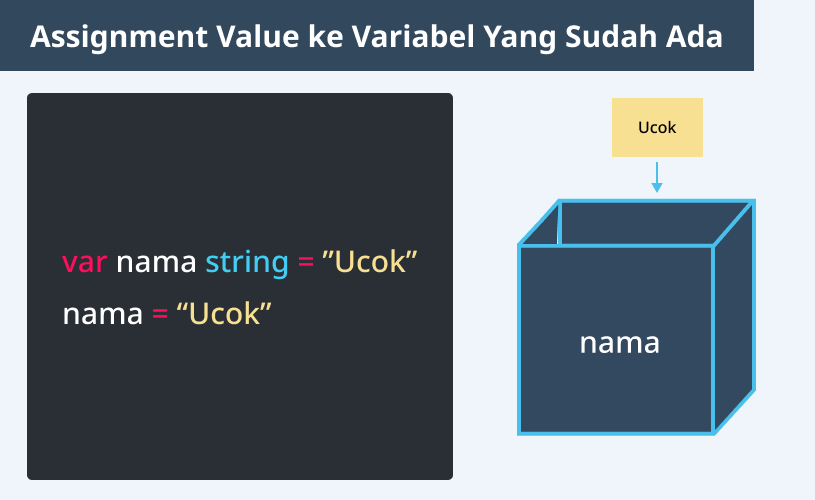 Assignment Value ke Variabel Yang Sudah Ada
var nama string = ”Ucok”
nama = “Ucok”
Ucok
nama